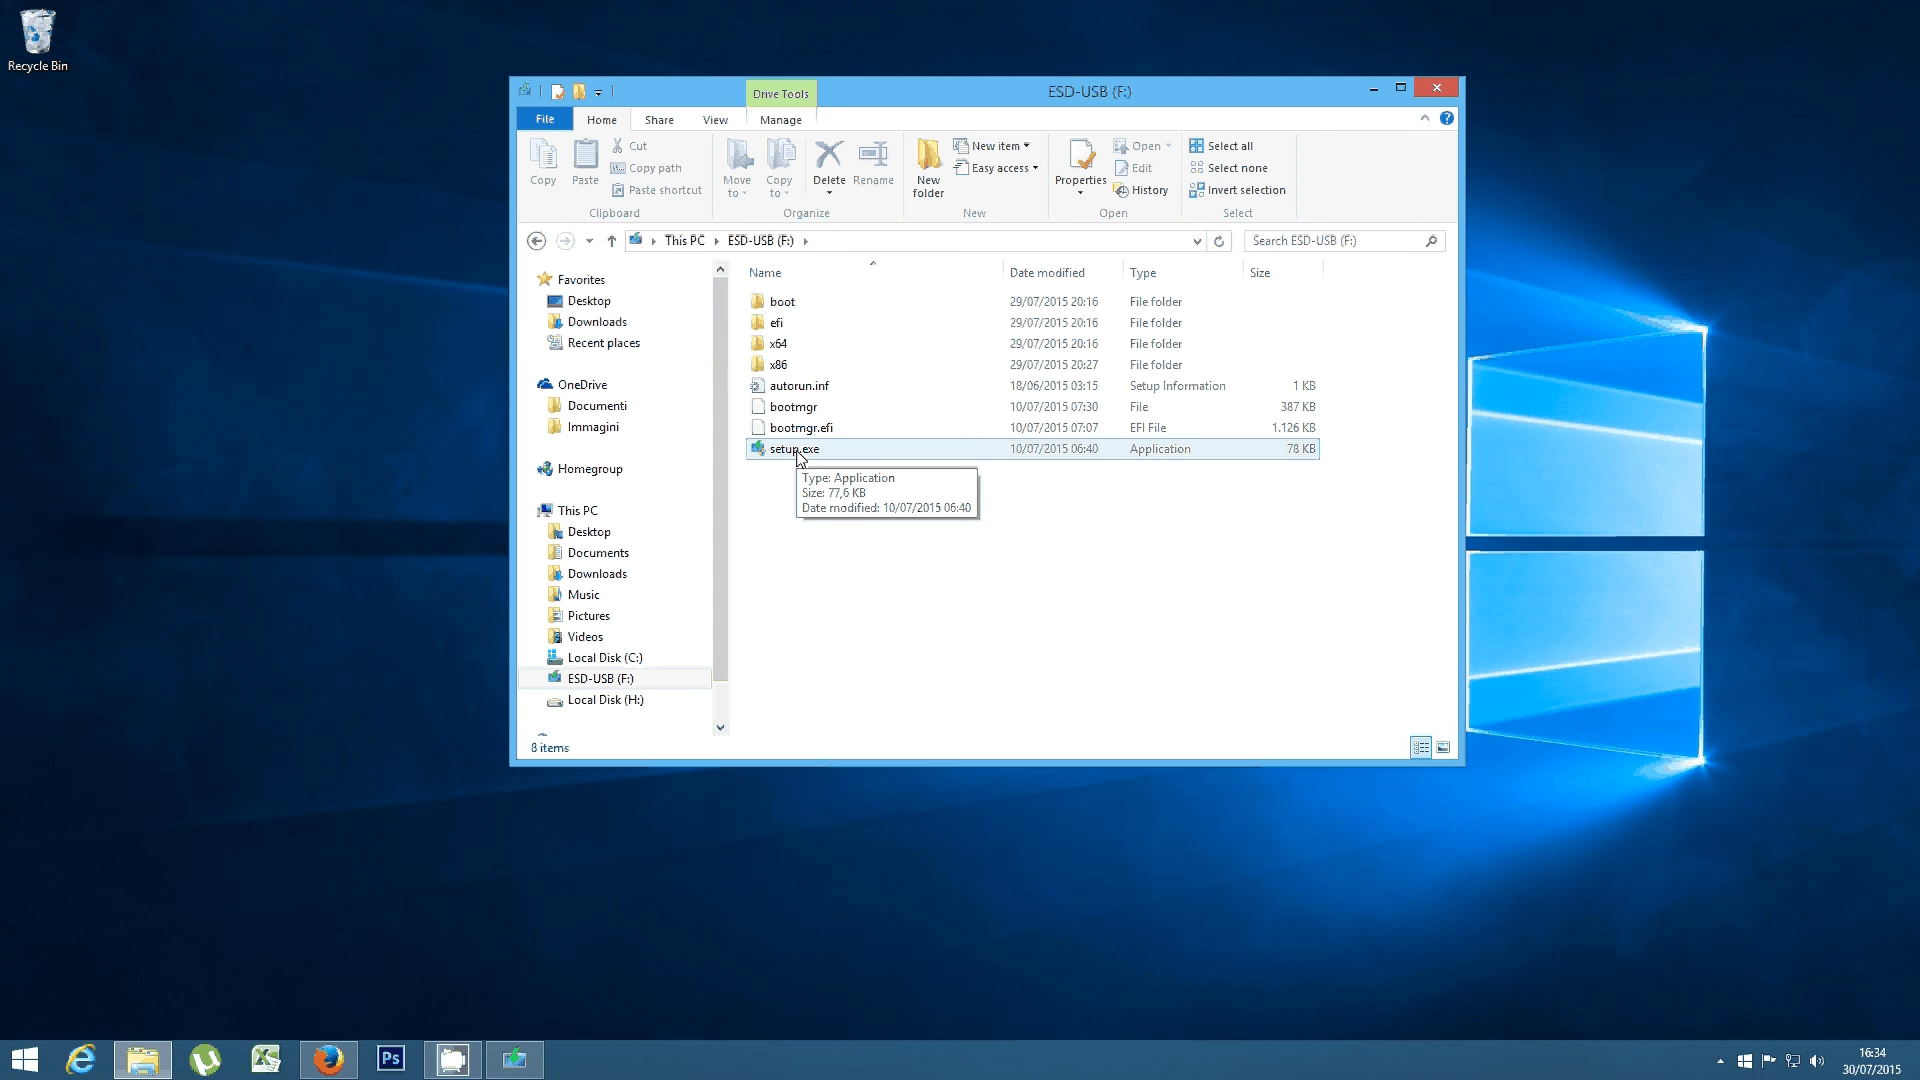 Recycle Bin
Drive Tools
ESD-USB (F:)
File Home Share View Manage
Copy
Paste
Cut
Copy path
Paste shortcut
Clipboard
Move to
Copy to
Delete
Rename
Organize
New folder
New item
Easy access
New
Properties
Open
Edit
History
Open
Select all
Select none
Invert selection
Select
This PC ESD-USB (F:)
Search ESD-USB (F:)
Favorites
Desktop
Downloads
Recent places
OneDrive
Documenti
Immagini
Homegroup
This PC
Desktop
Documents
Downloads
Music
Pictures
Videos
Local Disk (C:)
ESD-USB (F:)
Local Disk (H:)
Name Date modified Type Size
boot 29/07/2015 20:16 File folder
efi 29/07/2015 20:16 File folder
x64 29/07/2015 20:16 File folder
x86 29/07/2015 20:27 File folder
autorun.inf 18/06/2015 03:15 Setup Information 1 KB
bootmgr 10/07/2015 07:30 File 387 KB
bootmgr.efi 10/07/2015 07:07 EFI File 1.126 KB
setup.exe 10/07/2015 06:40 Application 78 KB
Type: Application
Size: 77,6 KB
Date modified: 10/07/2015 06:40
8 items
Ps
16:34
30/07/2015